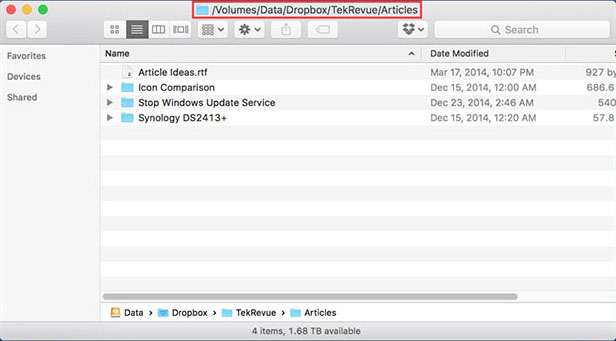 /Volumes/Data/Dropbox/TekRevue/Articles
Search
Favorites
Devices
Shared
Name Date Modified S
Article Ideas.rtf Mar 17, 2014, 10:07 PM 927 by
Icon Comparison Dec 15, 2014, 12:00 AM 686.6
Stop Windows Update Service Dec 23, 2014, 2:46 AM 540
Synology DS2413+ Dec 15, 2014, 12:20 AM 57.8
Data › Dropbox › TekRevue › Articles
4 items, 1.68 TB available